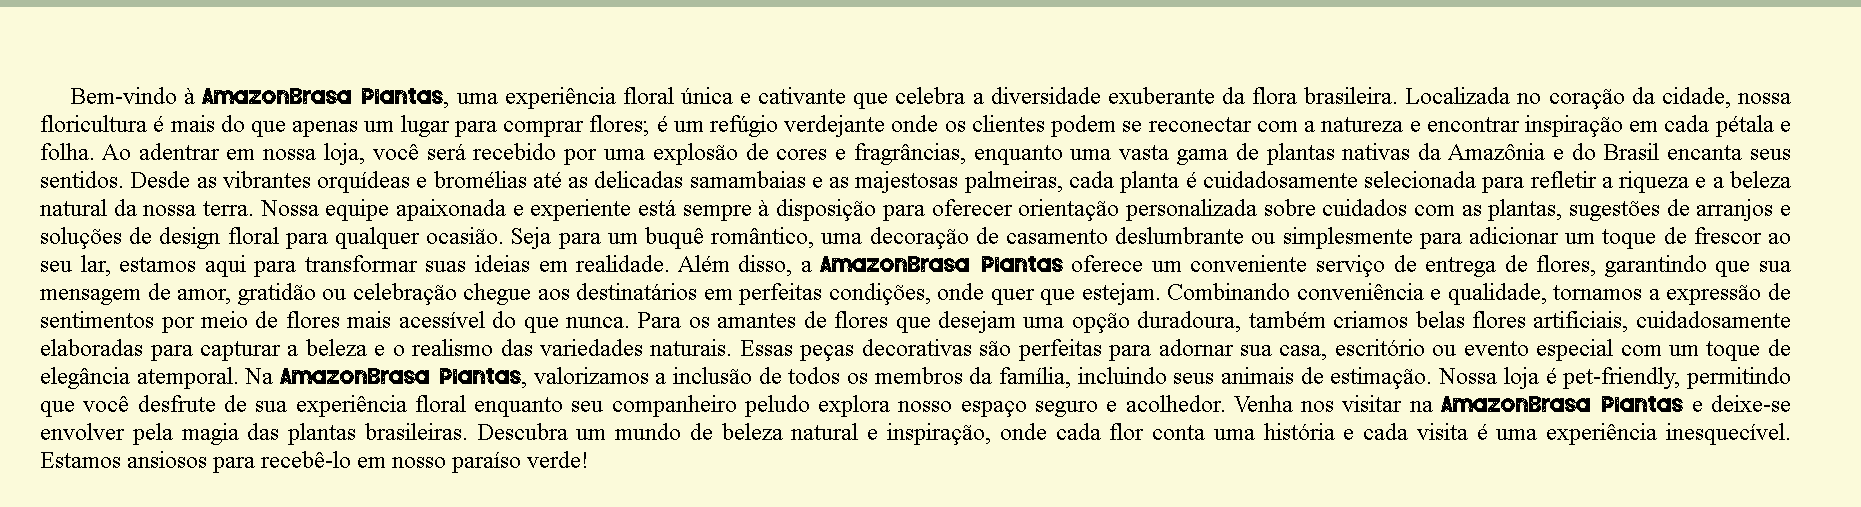 Bem-vindo à AmazonBrasa Plantas, uma experiência floral única e cativante que celebra a diversidade exuberante da flora brasileira. Localizada no coração da cidade, nossa
floricultura é mais do que apenas um lugar para comprar flores; é um refúgio verdejante onde os clientes podem se reconectar com a natureza e encontrar inspiração em cada pétala e
folha. Ao adentrar em nossa loja, você será recebido por uma explosão de cores e fragrâncias, enquanto uma vasta gama de plantas nativas da Amazônia e do Brasil encanta seus
sentidos. Desde as vibrantes orquídeas e bromélias até as delicadas samambaias e as majestosas palmeiras, cada planta é cuidadosamente selecionada para refletir a riqueza e a beleza
natural da nossa terra. Nossa equipe apaixonada e experiente está sempre à disposição para oferecer orientação personalizada sobre cuidados com as plantas, sugestões de arranjos e
soluções de design floral para qualquer ocasião. Seja para um buquê romântico, uma decoração de casamento deslumbrante ou simplesmente para adicionar um toque de frescor ao
seu lar, estamos aqui para transformar suas ideias em realidade. Além disso, a AmazonBrasa Plantas oferece um conveniente serviço de entrega de flores, garantindo que sua
mensagem de amor, gratidão ou celebração chegue aos destinatários em perfeitas condições, onde quer que estejam. Combinando conveniência e qualidade, tornamos a expressão de
sentimentos por meio de flores mais acessível do que nunca. Para os amantes de flores que desejam uma opção duradoura, também criamos belas flores artificiais, cuidadosamente
elaboradas para capturar a beleza e o realismo das variedades naturais. Essas peças decorativas são perfeitas para adornar sua casa, escritório ou evento especial com um toque de
elegância atemporal. Na AmazonBrasa Plantas, valorizamos a inclusão de todos os membros da família, incluindo seus animais de estimação. Nossa loja é pet-friendly, permitindo
que você desfrute de sua experiência floral enquanto seu companheiro peludo explora nosso espaço seguro e acolhedor. Venha nos visitar na AmazonBrasa Plantas e deixe-se
envolver pela magia das plantas brasileiras. Descubra um mundo de beleza natural e inspiração, onde cada flor conta uma história e cada visita é uma experiência inesquecível.
Estamos ansiosos para recebê-lo em nosso paraíso verde!